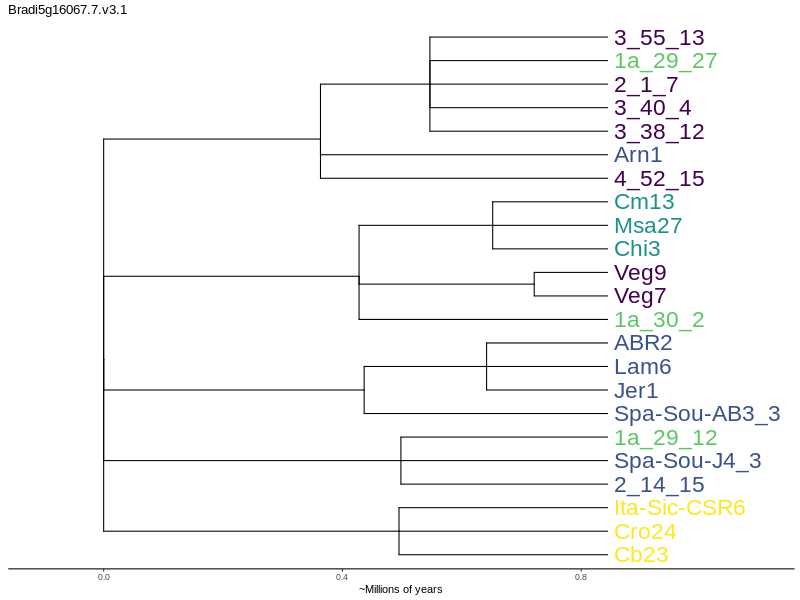 Bradi5g16067.7.v3.1
3_55_13
1a_29_27
2_1_7
3_40_4
3_38_12
Arn1
4_52_15
Cm13
Msa27
Chi3
Veg9
Veg7
1a_30_2
ABR2
Lam6
Jer1
Spa-Sou-AB3_3
1a_29_12
Spa-Sou-J4_3
2_14_15
Ita-Sic-CSR6
Cro24
Cb23
0.0 0.4 0.8
~Millions of years